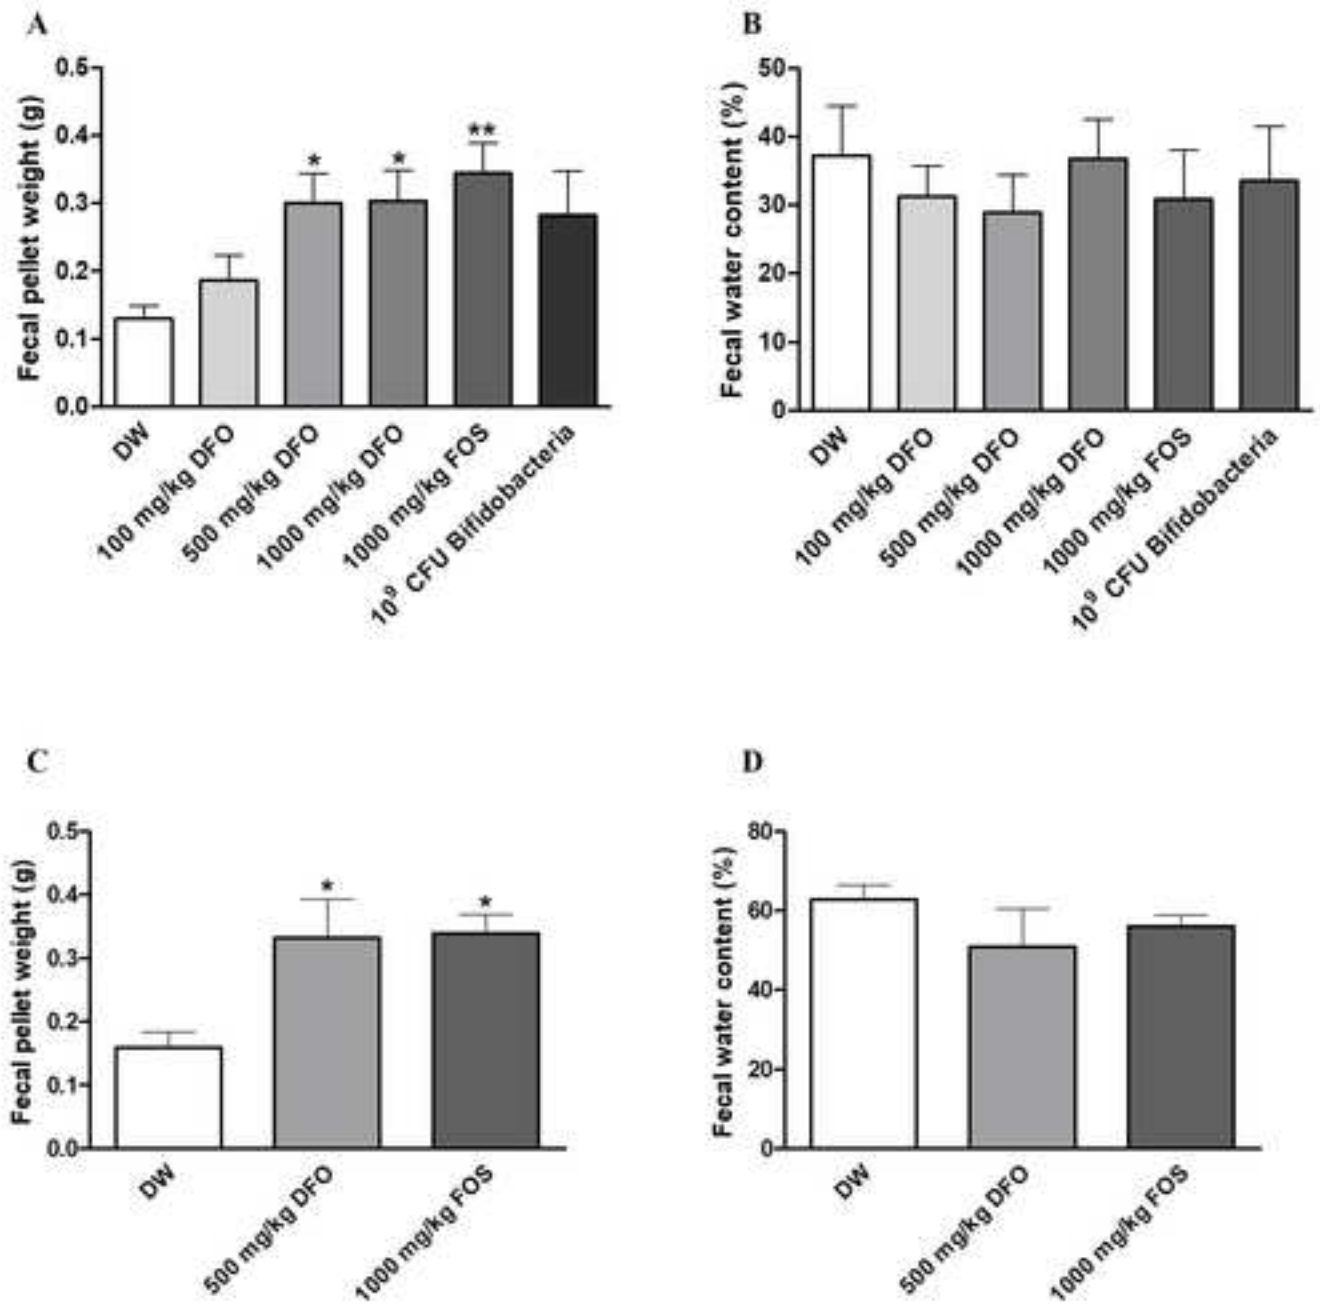 A
Fecal pellet weight (g)
0.5
0.4
0.3
0.2
0.1
0.0
*
*
**
DW
100 mg/kg DFO
500 mg/kg DFO
1000 mg/kg DFO
1000 mg/kg FOS
10⁹ CFU Bifidobacteria
B
Fecal water content (%)
50
40
30
20
10
0
DW
100 mg/kg DFO
500 mg/kg DFO
1000 mg/kg DFO
1000 mg/kg FOS
10⁹ CFU Bifidobacteria
C
Fecal pellet weight (g)
0.5
0.4
0.3
0.2
0.1
0.0
*
*
DW
500 mg/kg DFO
1000 mg/kg FOS
D
Fecal water content (%)
80
60
40
20
0
DW
500 mg/kg DFO
1000 mg/kg FOS